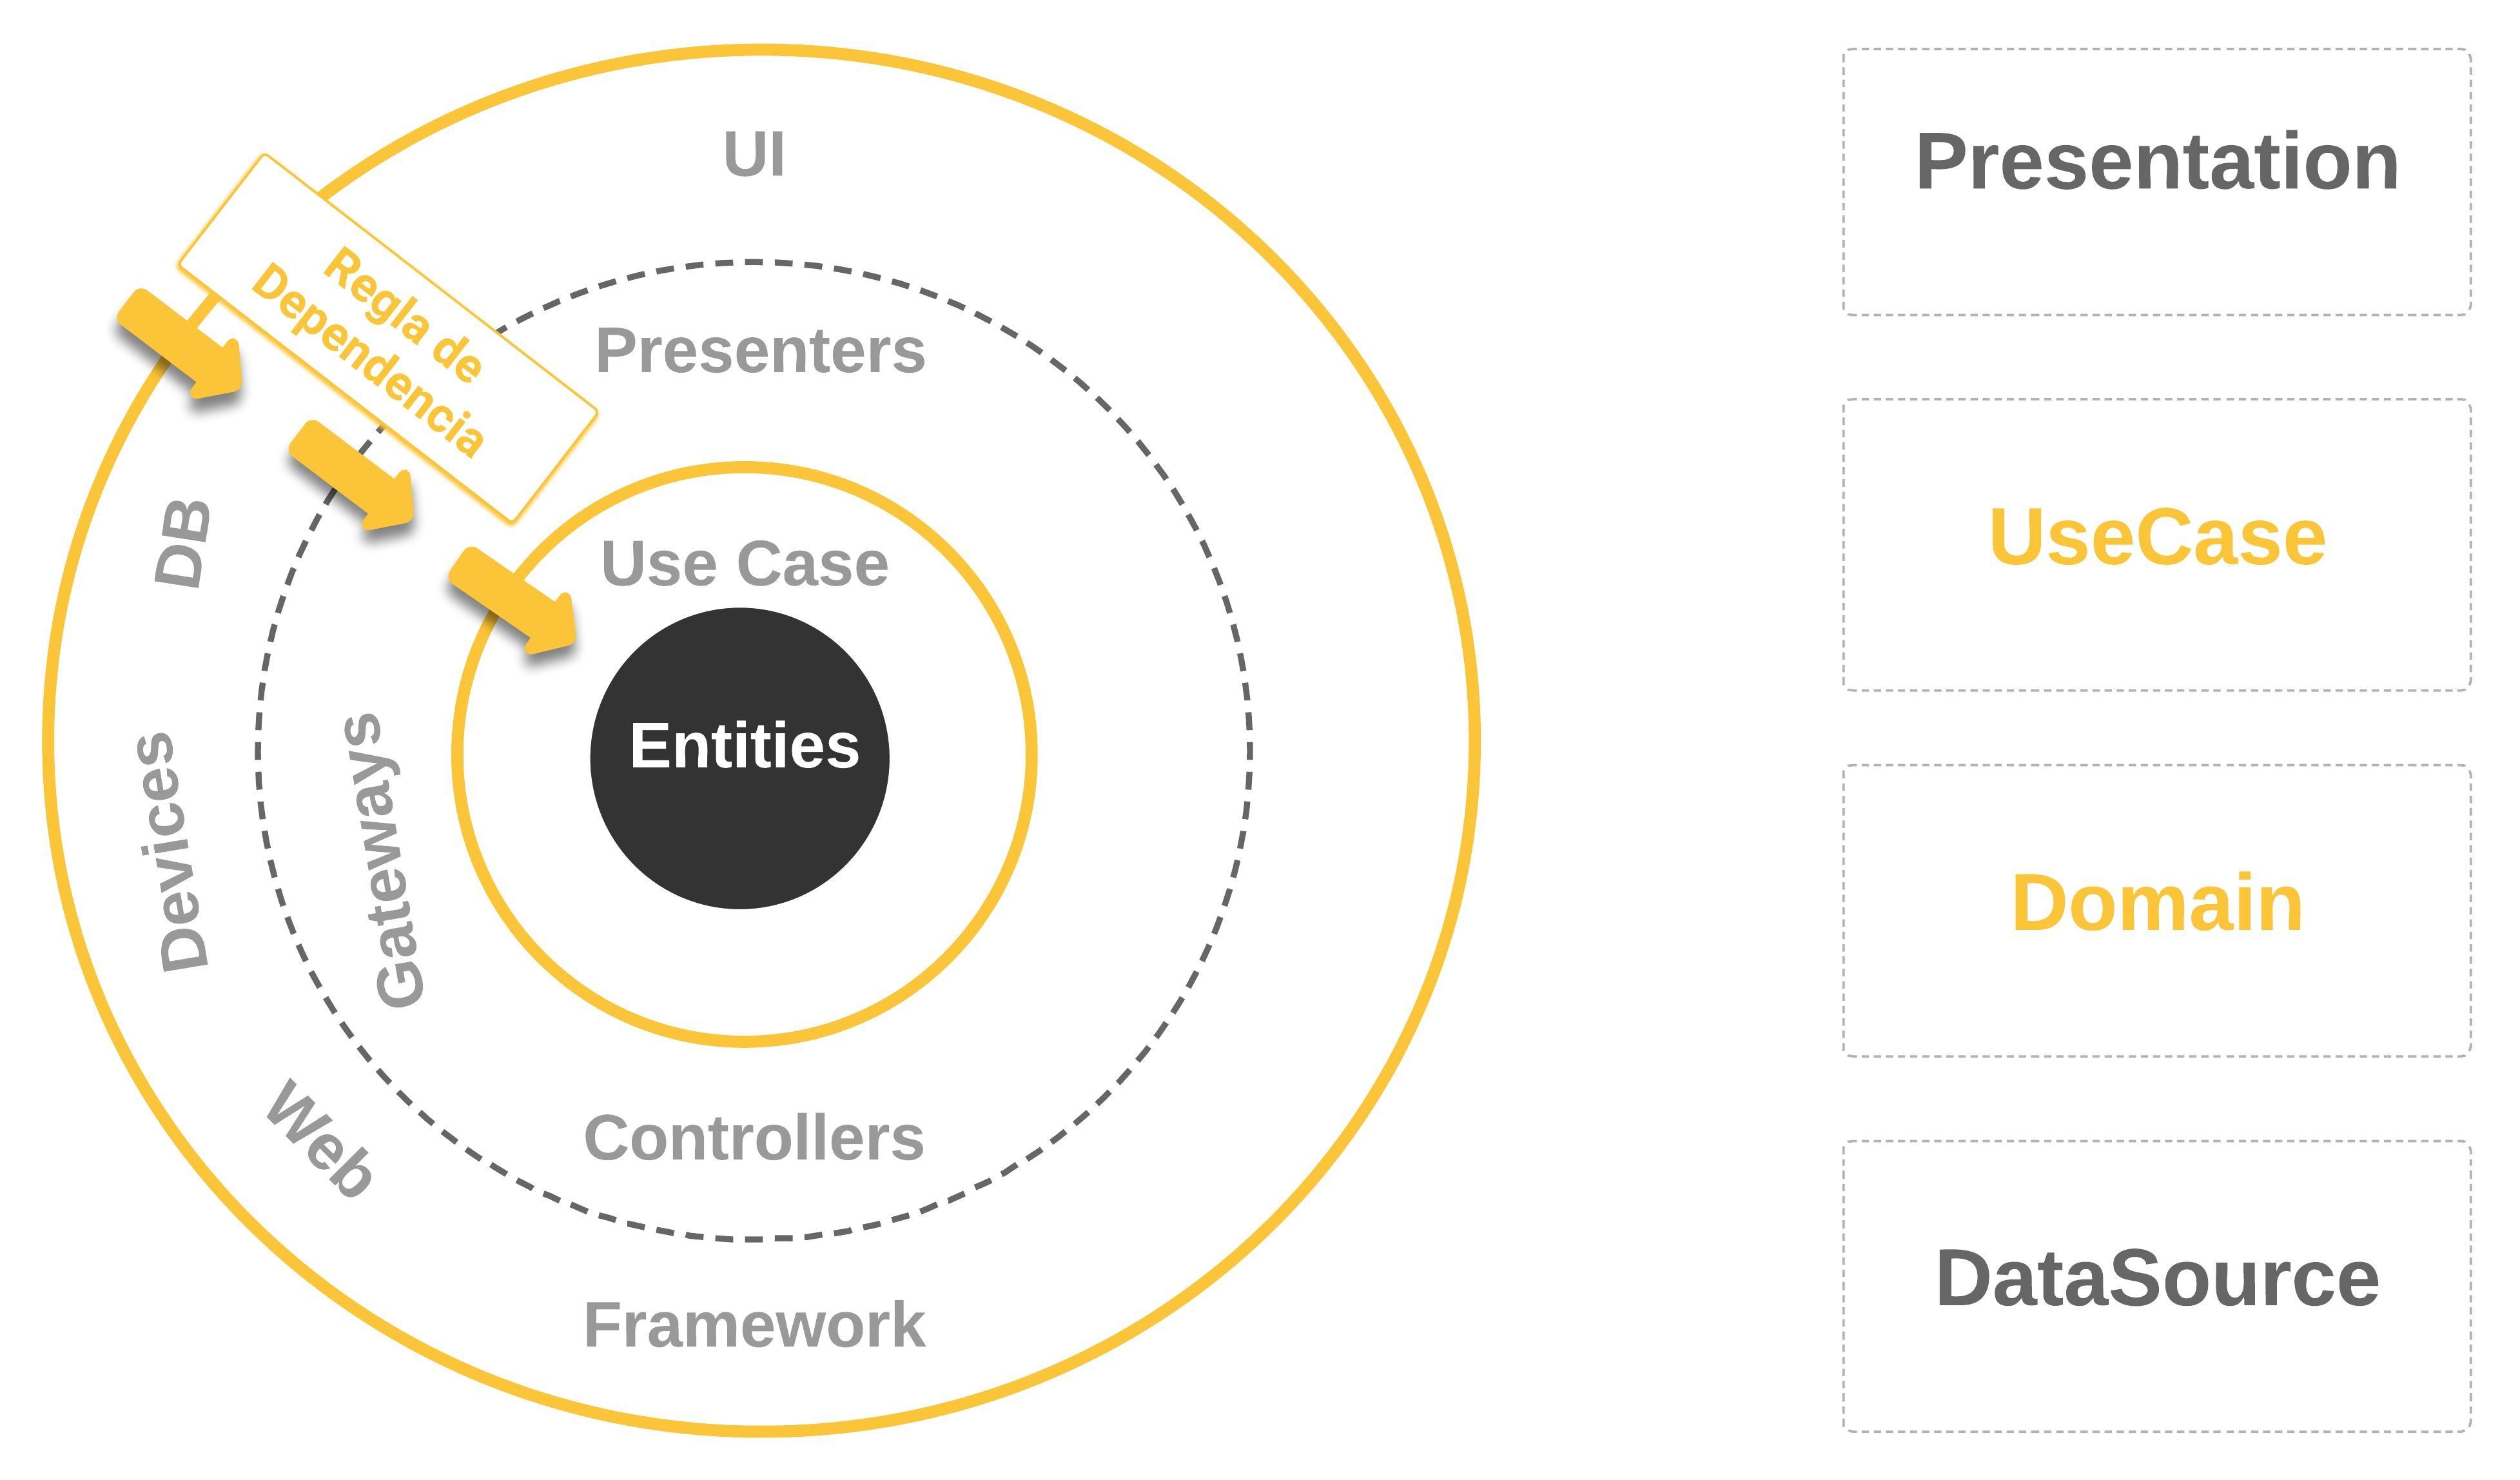 UI
Regla de
Dependencia
Presenters
DB
Use Case
Entities
Devices
Gateways
Web
Controllers
Framework
Presentation
UseCase
Domain
DataSource